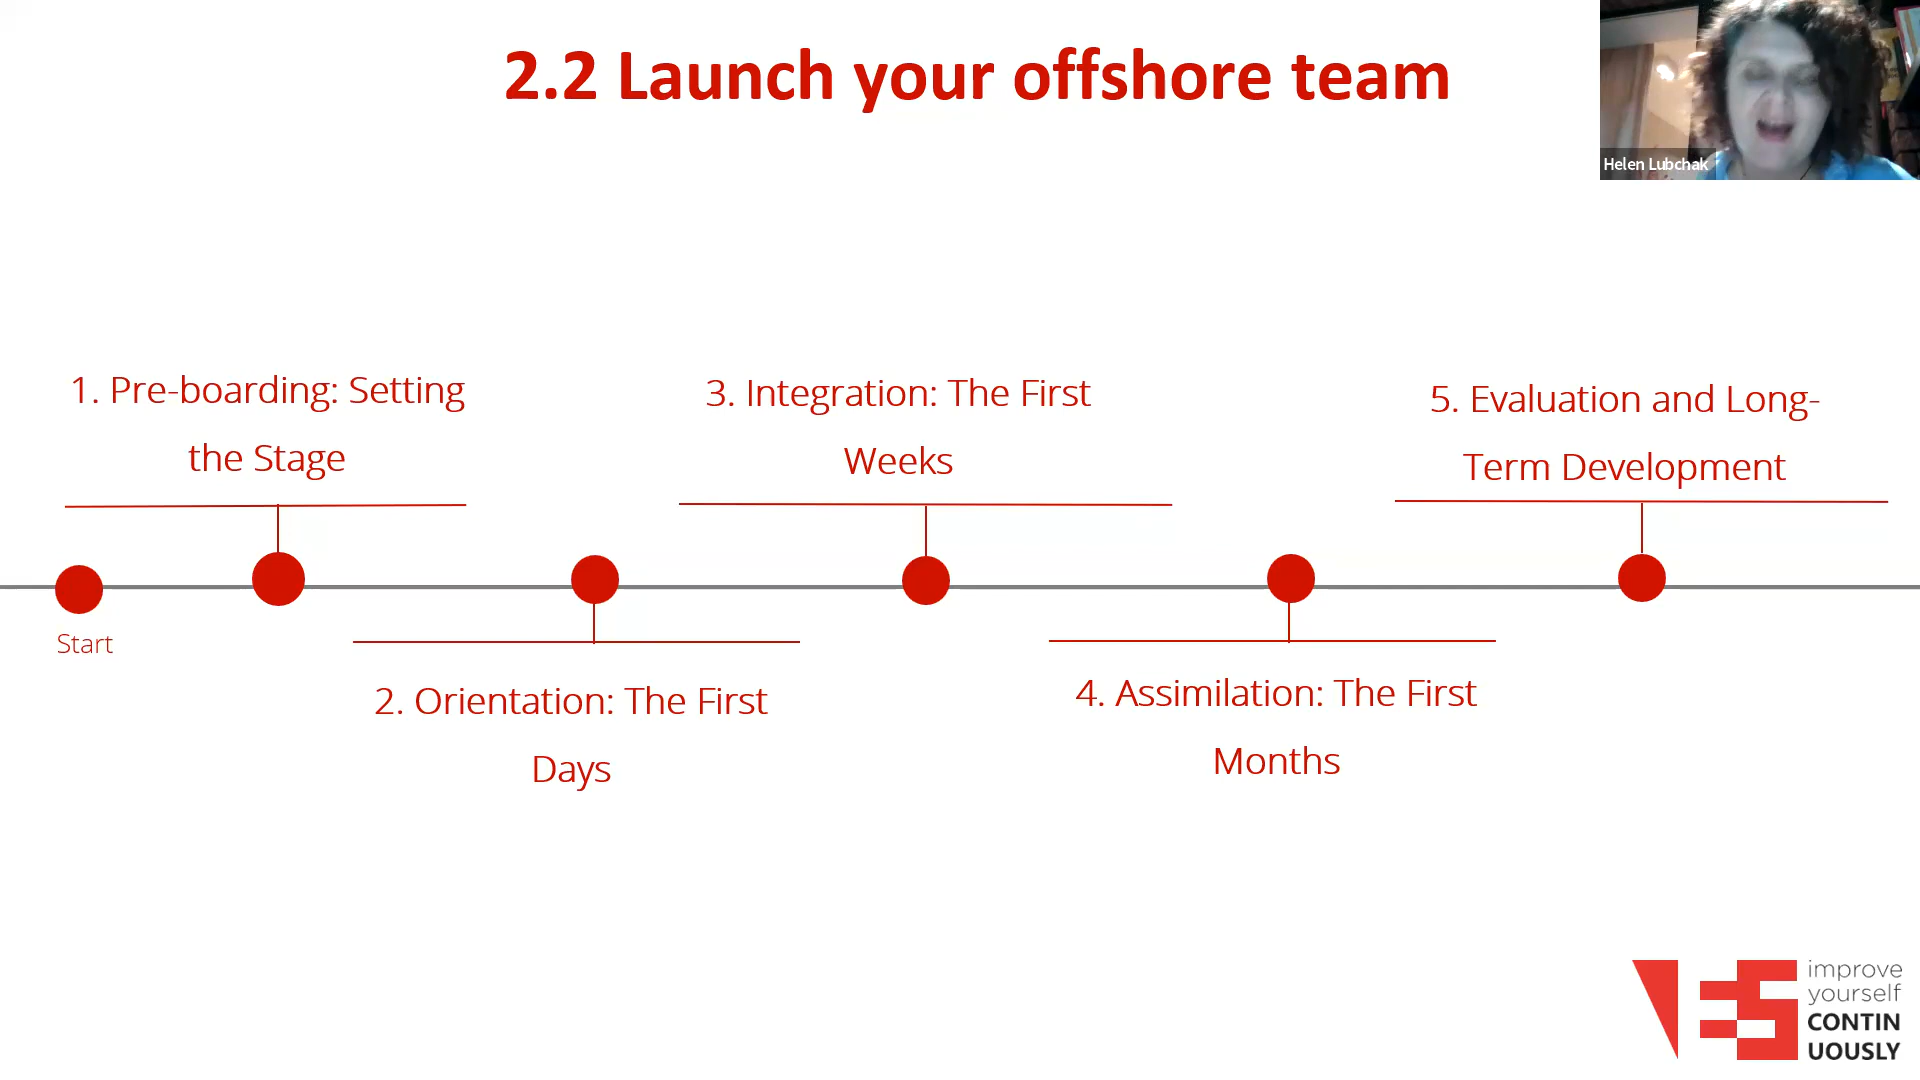 2.2 Launch your offshore team
Helen Lubchak
1. Pre-boarding: Setting
the Stage
3. Integration: The First
Weeks
5. Evaluation and Long-
Term Development
Start
2. Orientation: The First
Days
4. Assimilation: The First
Months
improve
yourself
CONTIN
UOUSLY